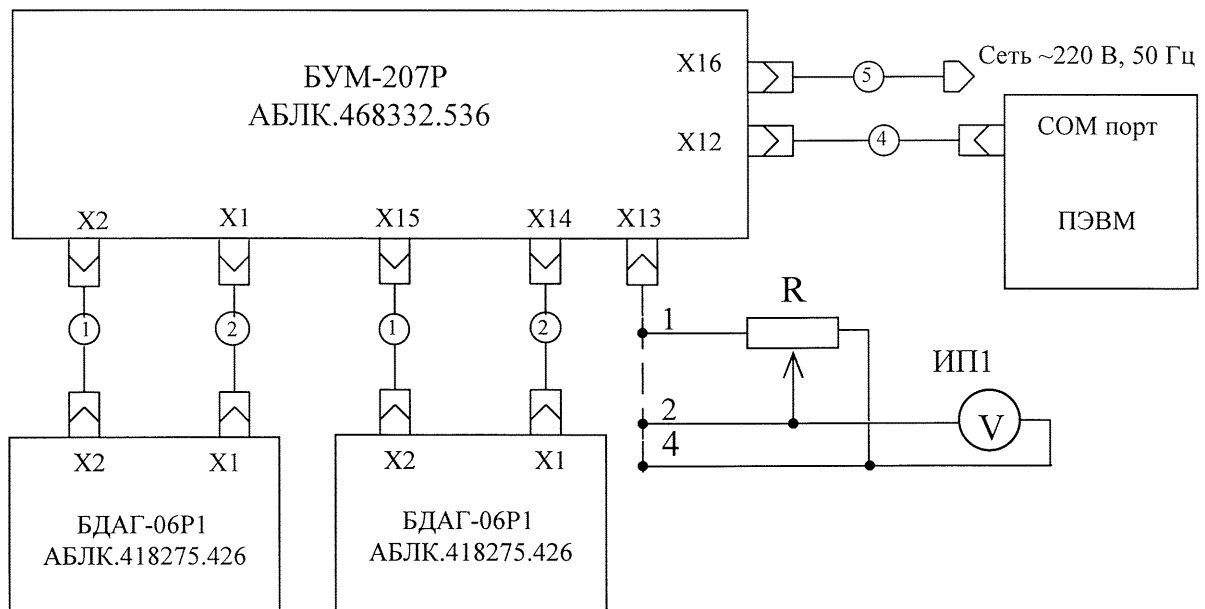 БУМ-207Р
АБЛК.468332.536
X16
X12
X2
X1
X15
X14
X13
5
Сеть ~220 В, 50 Гц
4
COM порт
ПЭВМ
1
2
1
2
1
R
2
4
ИП1
V
X2
X1
БДАГ-06Р1
АБЛК.418275.426
X2
X1
БДАГ-06Р1
АБЛК.418275.426